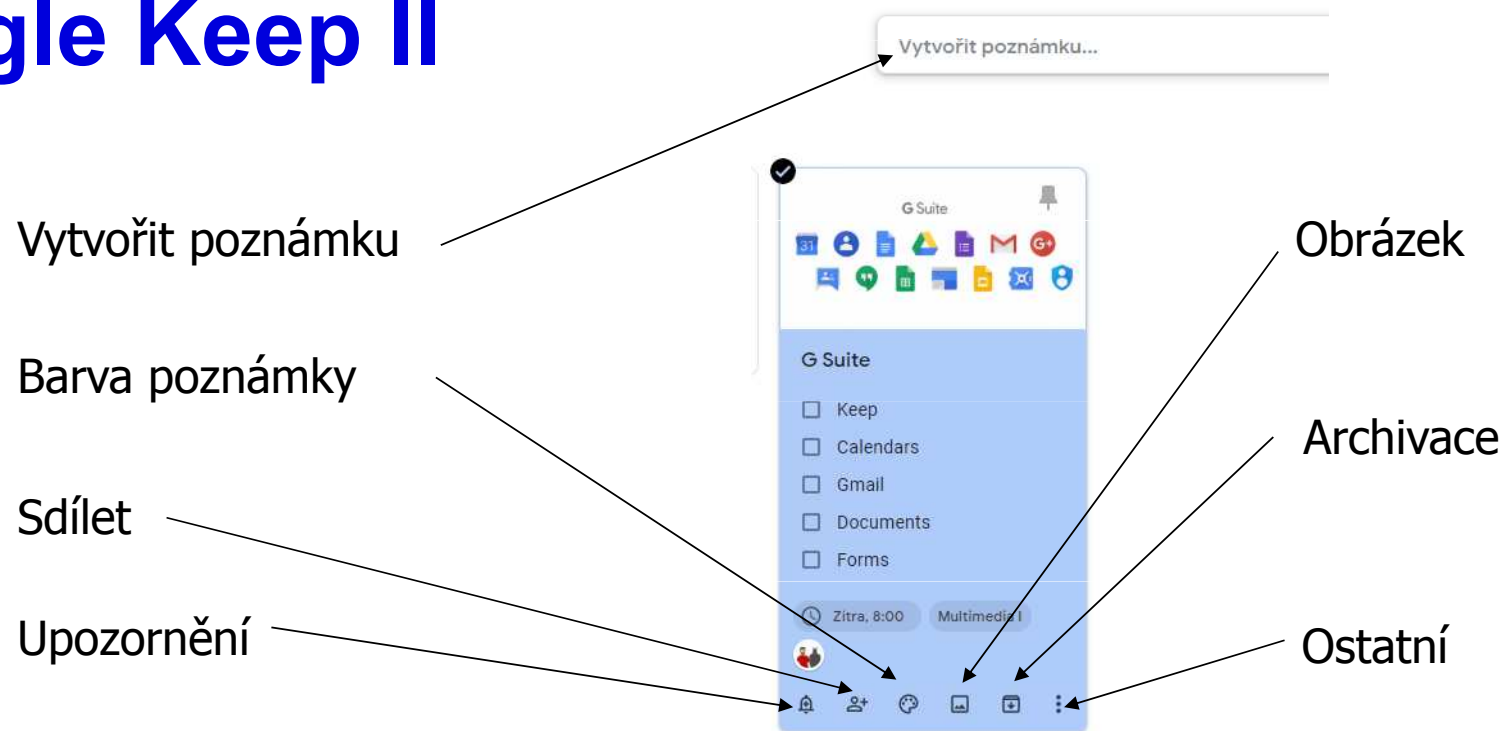 gle Keep II
Vytvořit poznámku...
Vytvořit poznámku
Barva poznámky
Sdílet
Upozornění
G Suite
31
G+
G Suite
Keep
Calendars
Gmail
Documents
Forms
Zítra, 8:00 Multimedia I
Obrázek
Archivace
Ostatní